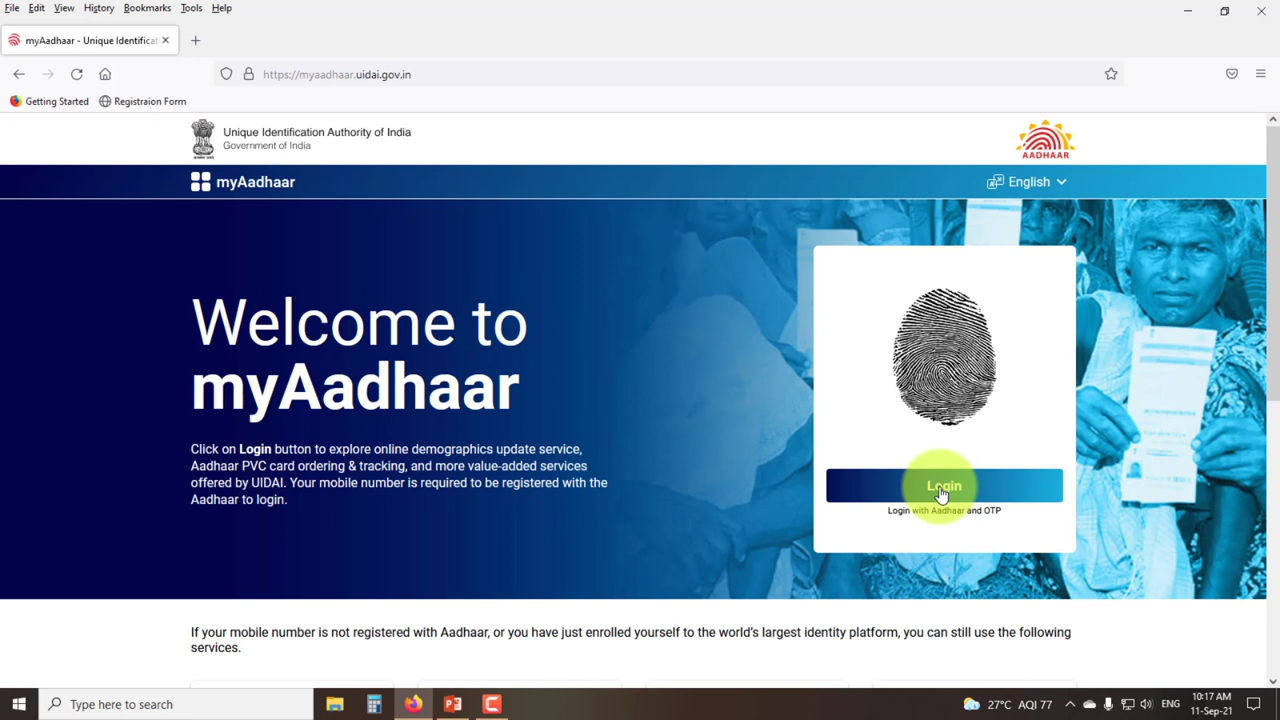 File Edit View History Bookmarks Tools Help
myAadhaar - Unique Identificat
https://myaadhaar.uidai.gov.in
Getting Started Registraion Form
Unique Identification Authority of India
Government of India
AADHAAR
myAadhaar
English
Welcome to
myAadhaar
Click on Login button to explore online demographics update service,
Aadhaar PVC card ordering & tracking, and more value-added services
offered by UIDAI. Your mobile number is required to be registered with the
Aadhaar to login.
Login
Login with Aadhaar and OTP
If your mobile number is not registered with Aadhaar, or you have just enrolled yourself to the world's largest identity platform, you can still use the following
services.
Type here to search
27°C AQI 77
ENG
10:17 AM
11-Sep-21